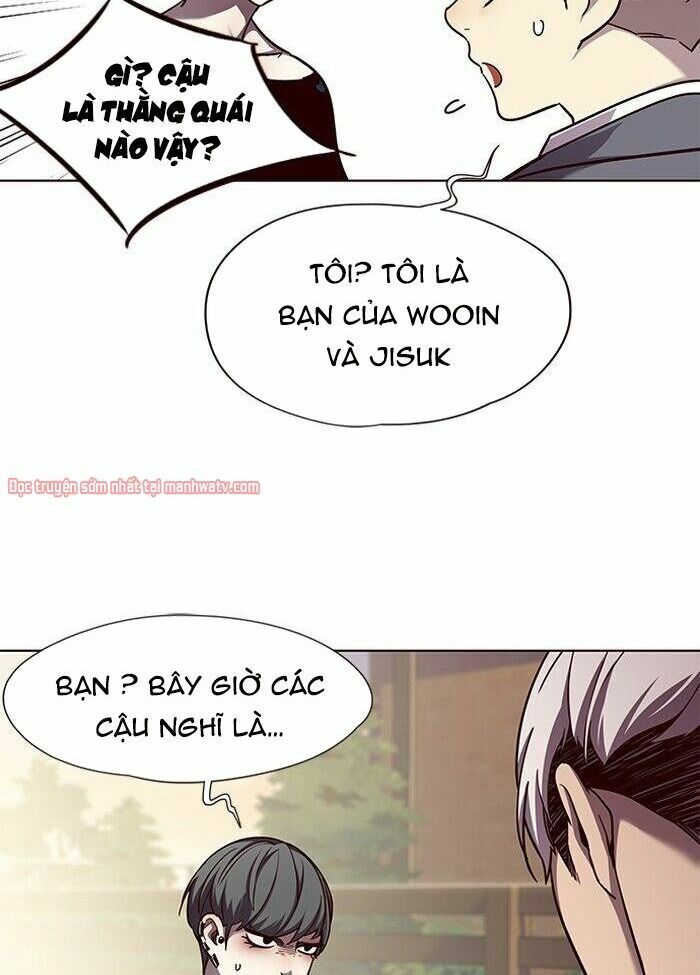 GÌ? CẬU
LÀ THẰNG QUÁI
NÀO VẬY?
TÔI? TÔI LÀ
BẠN CỦA WOOIN
VÀ JISUK
Đọc truyện sớm nhất tại manhwatv.com
BẠN ? BÂY GIỜ CÁC
CẬU NGHĨ LÀ...